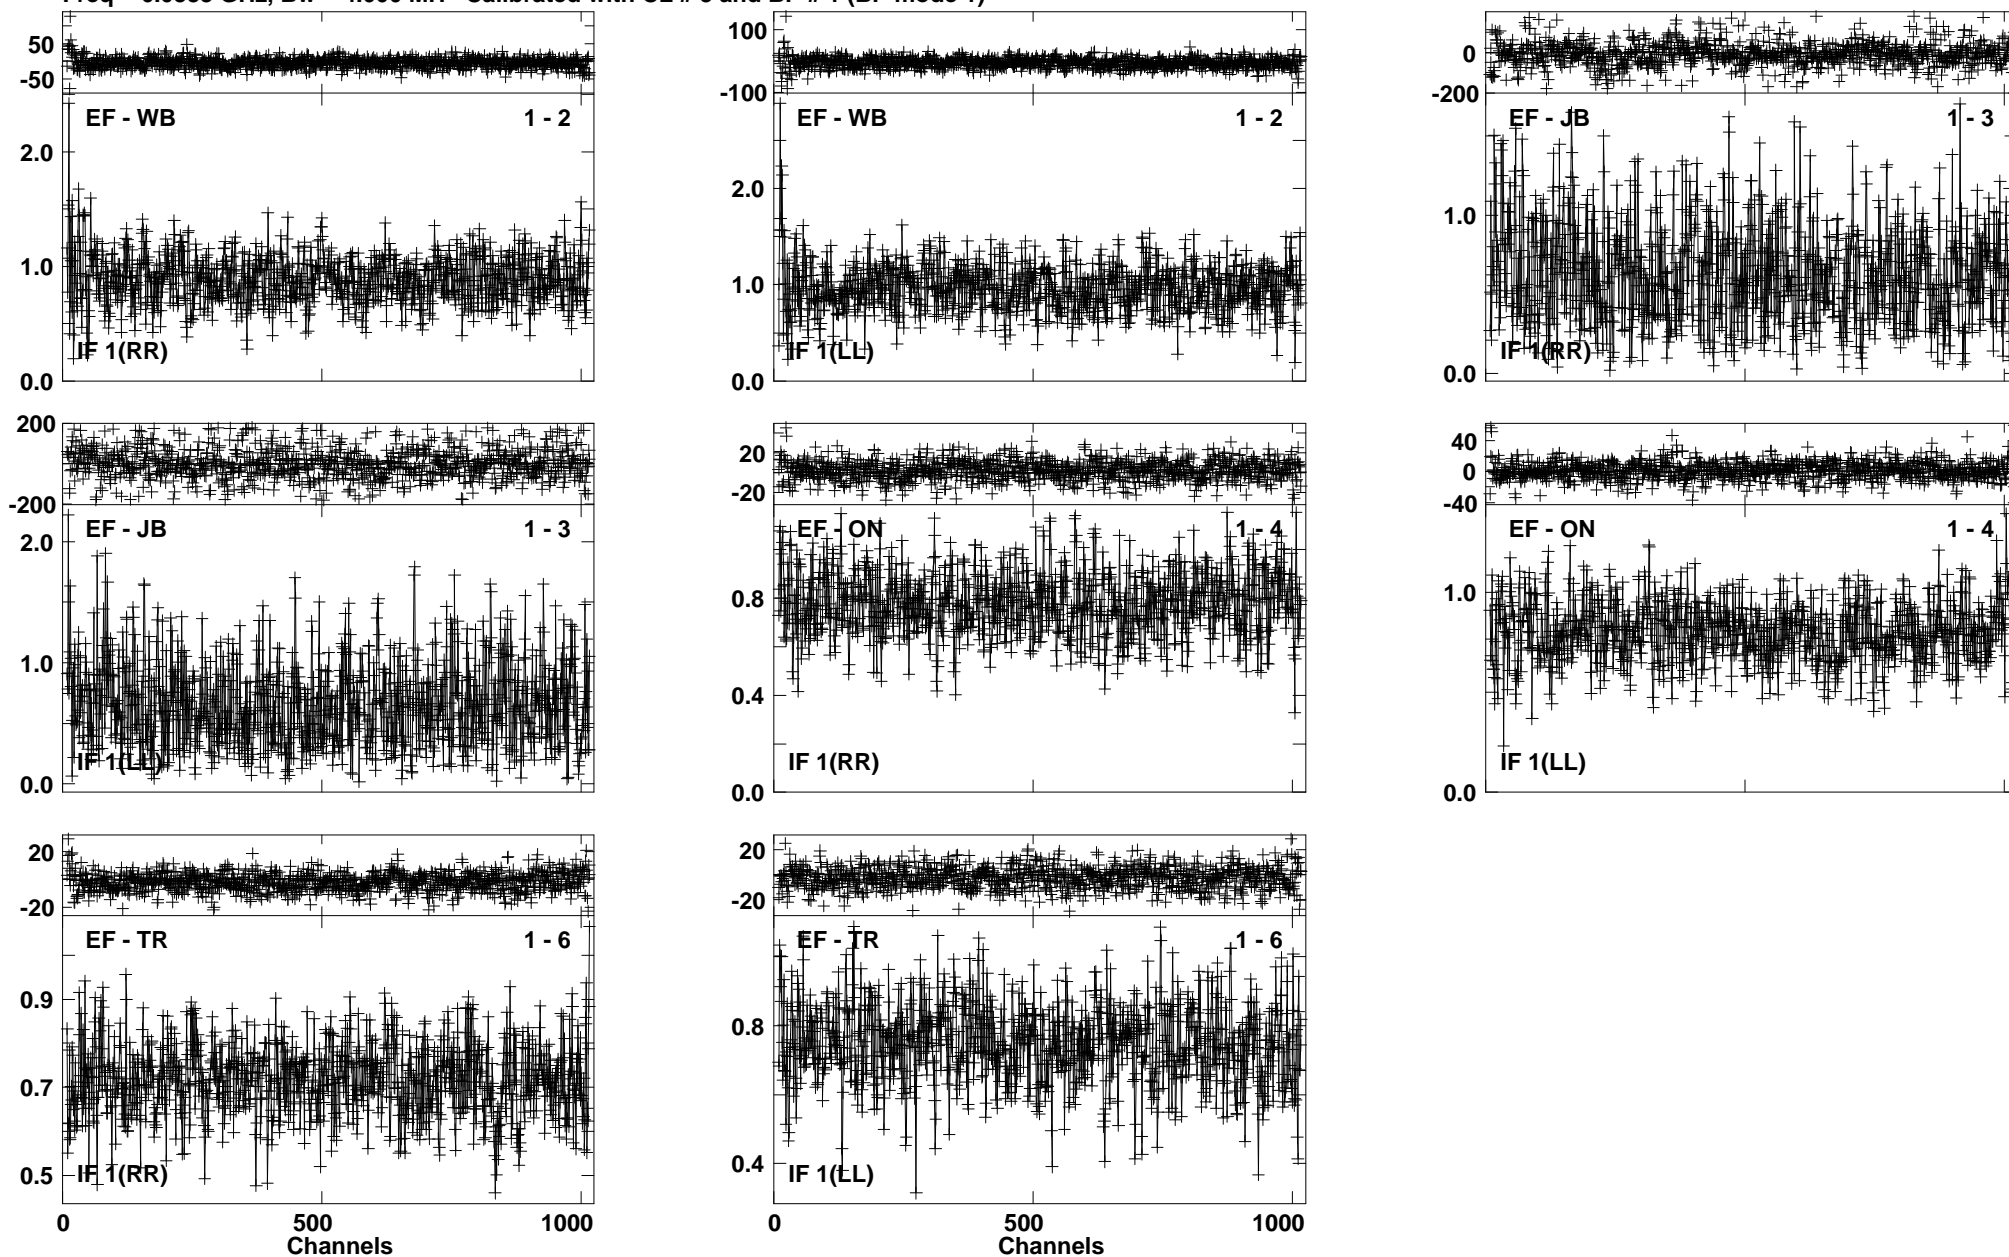 50
-50
EF - WB 1 - 2
2.0
1.0
IF 1(RR)
0.0
100
-100
EF - WB 1 - 2
2.0
1.0
IF 1(LL)
0.0
0
-200
EF - JB 1 - 3
1.0
IF 1(RR)
0.0
200
-200
EF - JB 1 - 3
2.0
1.0
IF 1(LL)
0.0
20
-20
EF - ON 1 - 4
0.8
0.4
IF 1(RR)
0.0
40
0
-40
EF - ON 1 - 4
1.0
IF 1(LL)
0.0
20
-20
EF - TR 1 - 6
0.9
0.7
0.5
IF 1(RR)
0 500 1000
Channels
20
-20
EF - TR 1 - 6
0.8
0.4
IF 1(LL)
0 500 1000
Channels